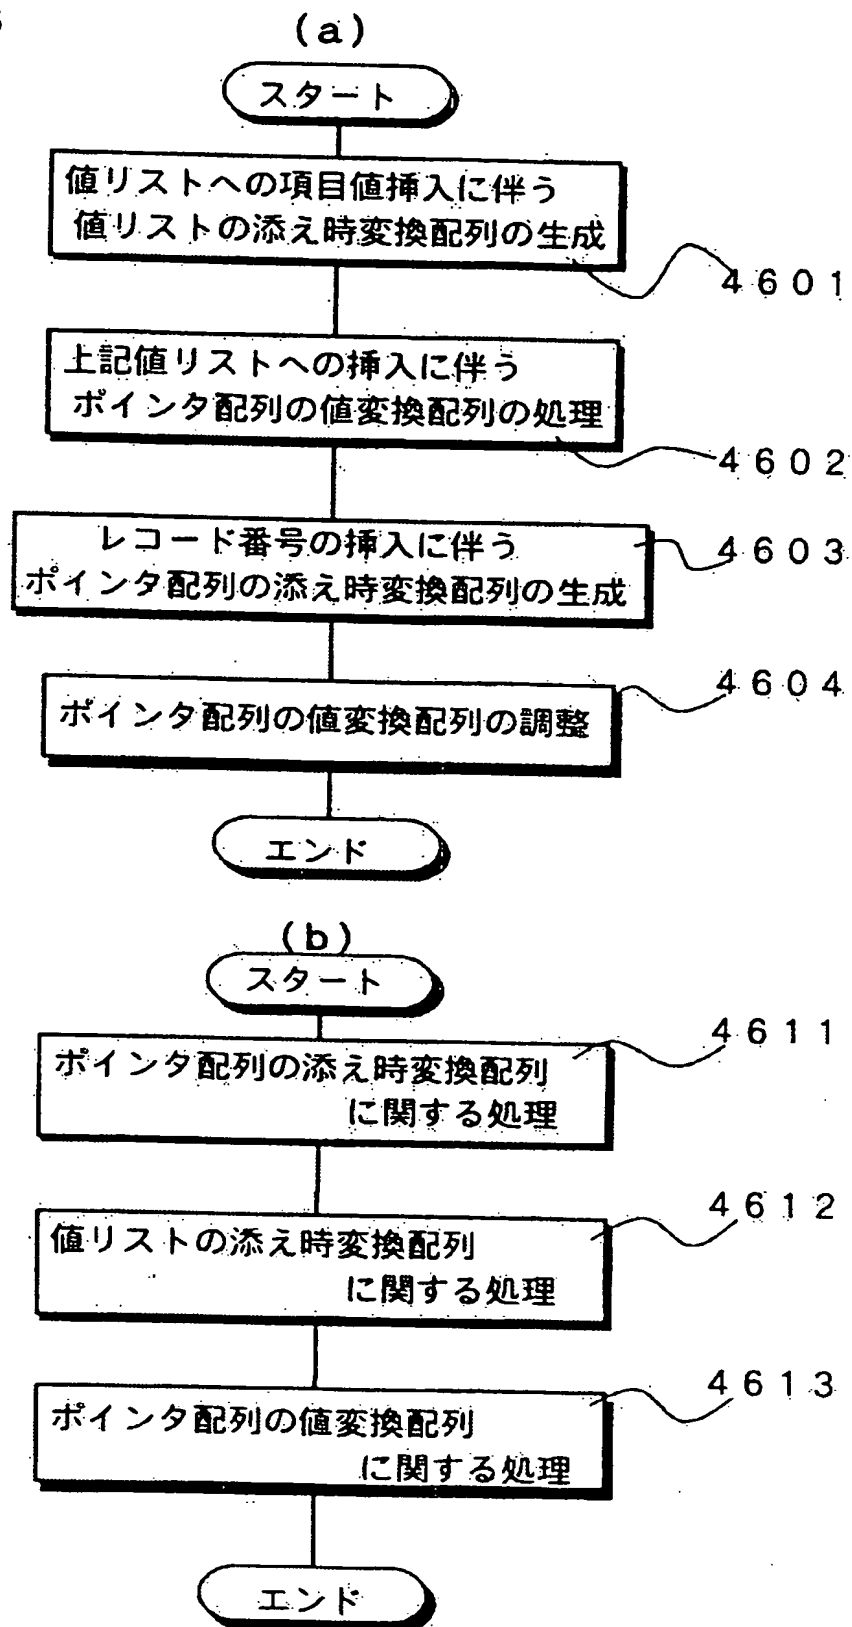 (a)
スタート
値リストへの項目値挿入に伴う
値リストの添え時変換配列の生成
4601
上記値リストへの挿入に伴う
ポインタ配列の値変換配列の処理
4602
レコード番号の挿入に伴う
ポインタ配列の添え時変換配列の生成
4603
ポインタ配列の値変換配列の調整
4604
エンド
(b)
スタート
ポインタ配列の添え時変換配列
に関する処理
4611
値リストの添え時変換配列
に関する処理
4612
ポインタ配列の値変換配列
に関する処理
4613
エンド